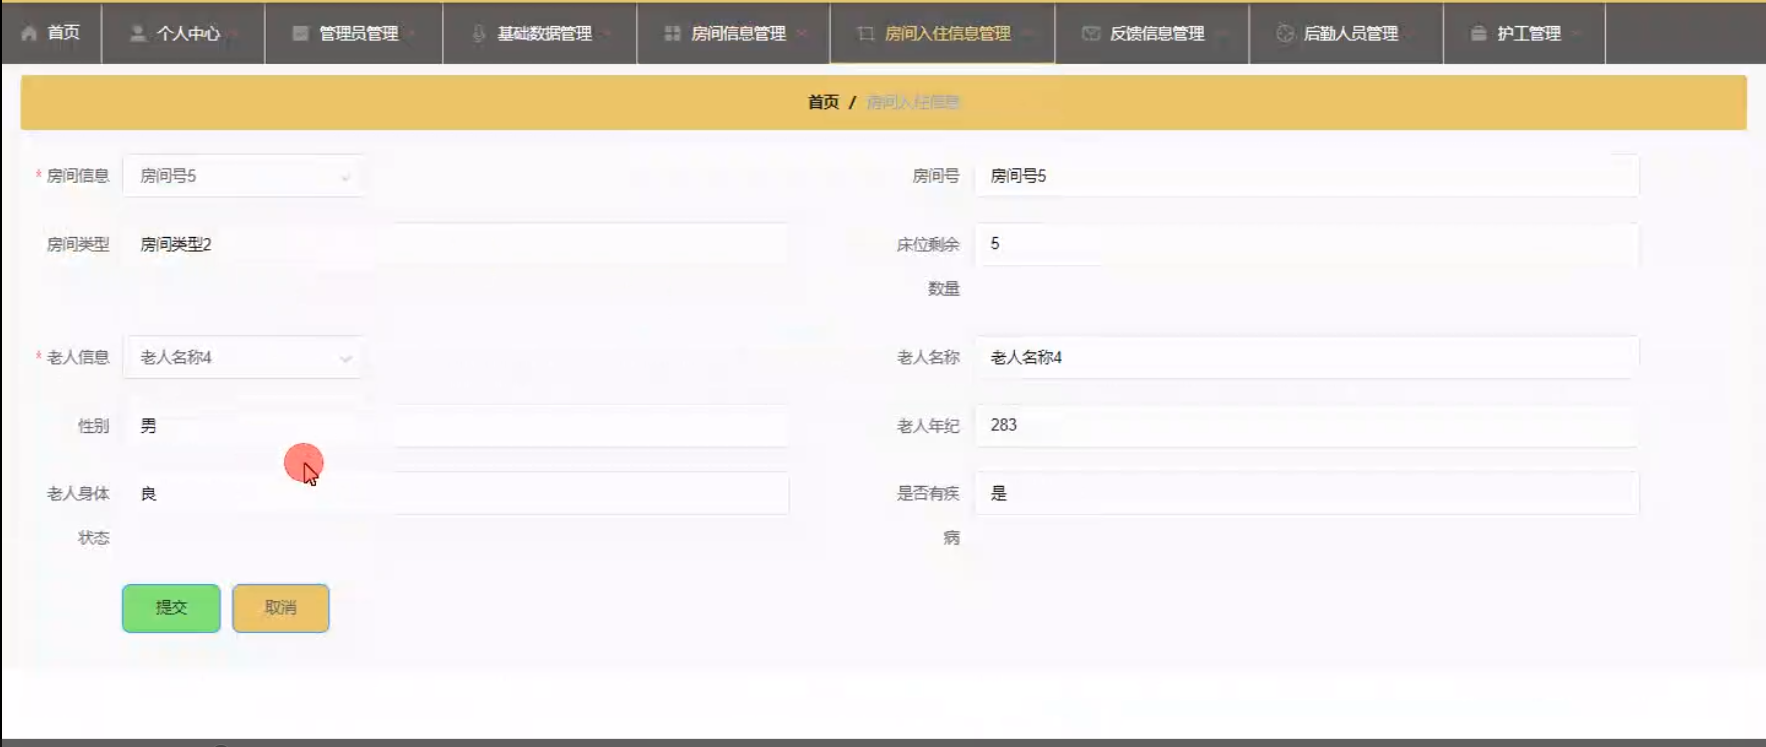 首页 个人中心 管理员管理 基础数据管理 房间信息管理 房间入住信息管理 反馈信息管理 后勤人员管理 护工管理
首页 / 房间入住信息
* 房间信息 房间号5 房间号 房间号5
房间类型 房间类型2 床位剩余 5
数量
* 老人信息 老人名称4 老人名称 老人名称4
性别 男 老人年纪 283
老人身体 良 是否有疾 是
状态 病
提交 取消